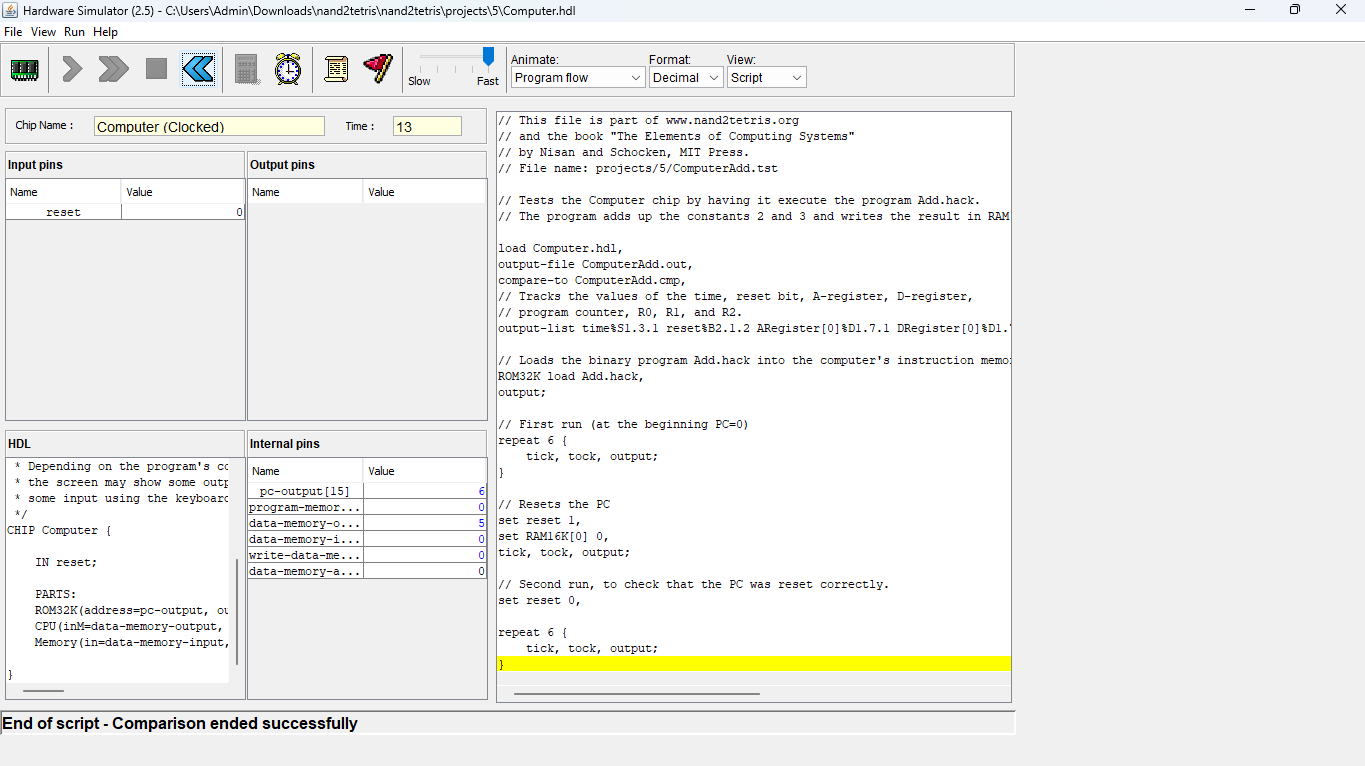 Hardware Simulator (2.5) - C:\Users\Admin\Downloads\nand2tetris\nand2tetris\projects\5\Computer.hdl
File View Run Help
Slow Fast
Animate: Format: View:
Program flow Decimal Script
Chip Name : Computer (Clocked) Time : 13
Input pins
Name Value
reset 0
Output pins
Name Value
HDL
* Depending on the program's co
* the screen may show some outp
* some input using the keyboard
*/
CHIP Computer {
IN reset;
PARTS:
ROM32K(address=pc-output, ou
CPU(inM=data-memory-output,
Memory(in=data-memory-input,
}
Internal pins
Name Value
pc-output[15] 6
program-memor... 0
data-memory-o... 5
data-memory-i... 0
write-data-me... 0
data-memory-a... 0
// This file is part of www.nand2tetris.org
// and the book "The Elements of Computing Systems"
// by Nisan and Schocken, MIT Press.
// File name: projects/5/ComputerAdd.tst
// Tests the Computer chip by having it execute the program Add.hack.
// The program adds up the constants 2 and 3 and writes the result in RAM
load Computer.hdl,
output-file ComputerAdd.out,
compare-to ComputerAdd.cmp,
// Tracks the values of the time, reset bit, A-register, D-register,
// program counter, R0, R1, and R2.
output-list time%S1.3.1 reset%B2.1.2 ARegister[0]%D1.7.1 DRegister[0]%D1.
// Loads the binary program Add.hack into the computer's instruction memo
ROM32K load Add.hack,
output;
// First run (at the beginning PC=0)
repeat 6 {
tick, tock, output;
}
// Resets the PC
set reset 1,
set RAM16K[0] 0,
tick, tock, output;
// Second run, to check that the PC was reset correctly.
set reset 0,
repeat 6 {
tick, tock, output;
}
End of script - Comparison ended successfully